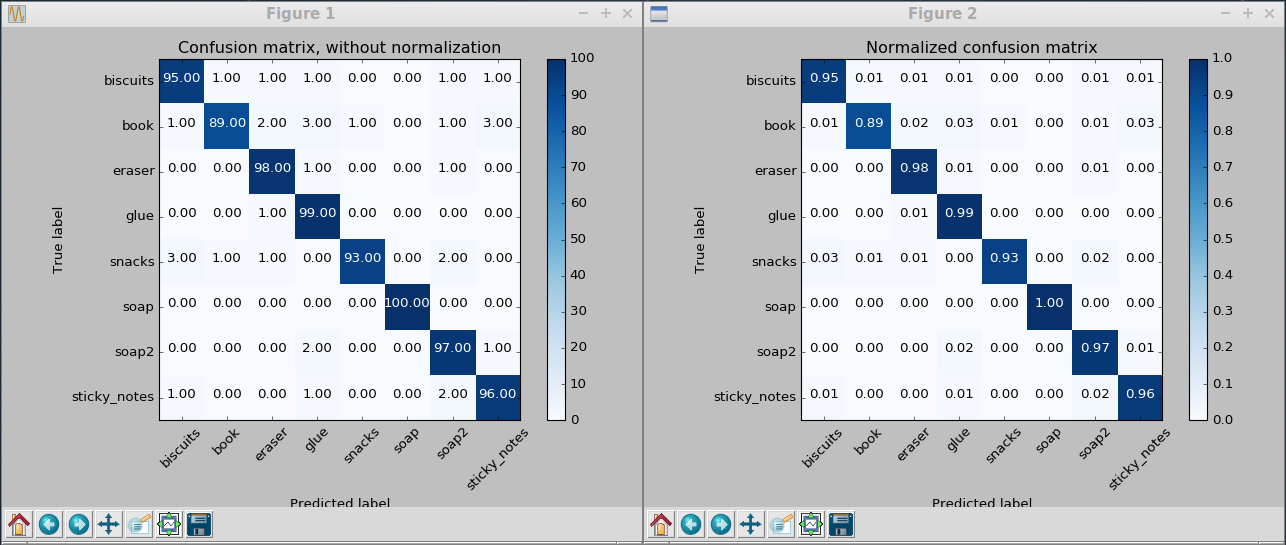 Figure 1
Confusion matrix, without normalization
biscuits 95.00 1.00 1.00 1.00 0.00 0.00 1.00 1.00
book 1.00 89.00 2.00 3.00 1.00 0.00 1.00 3.00
eraser 0.00 0.00 98.00 1.00 0.00 0.00 1.00 0.00
glue 0.00 0.00 1.00 99.00 0.00 0.00 0.00 0.00
snacks 3.00 1.00 1.00 0.00 93.00 0.00 2.00 0.00
soap 0.00 0.00 0.00 0.00 0.00 100.00 0.00 0.00
soap2 0.00 0.00 0.00 2.00 0.00 0.00 97.00 1.00
sticky_notes 1.00 0.00 0.00 1.00 0.00 0.00 2.00 96.00
True label
biscuits book eraser glue snacks soap soap2 sticky_notes
Predicted label
100
90
80
70
60
50
40
30
20
10
0
Figure 2
Normalized confusion matrix
biscuits 0.95 0.01 0.01 0.01 0.00 0.00 0.01 0.01
book 0.01 0.89 0.02 0.03 0.01 0.00 0.01 0.03
eraser 0.00 0.00 0.98 0.01 0.00 0.00 0.01 0.00
glue 0.00 0.00 0.01 0.99 0.00 0.00 0.00 0.00
snacks 0.03 0.01 0.01 0.00 0.93 0.00 0.02 0.00
soap 0.00 0.00 0.00 0.00 0.00 1.00 0.00 0.00
soap2 0.00 0.00 0.00 0.02 0.00 0.00 0.97 0.01
sticky_notes 0.01 0.00 0.00 0.01 0.00 0.00 0.02 0.96
True label
biscuits book eraser glue snacks soap soap2 sticky_notes
Predicted label
1.0
0.9
0.8
0.7
0.6
0.5
0.4
0.3
0.2
0.1
0.0